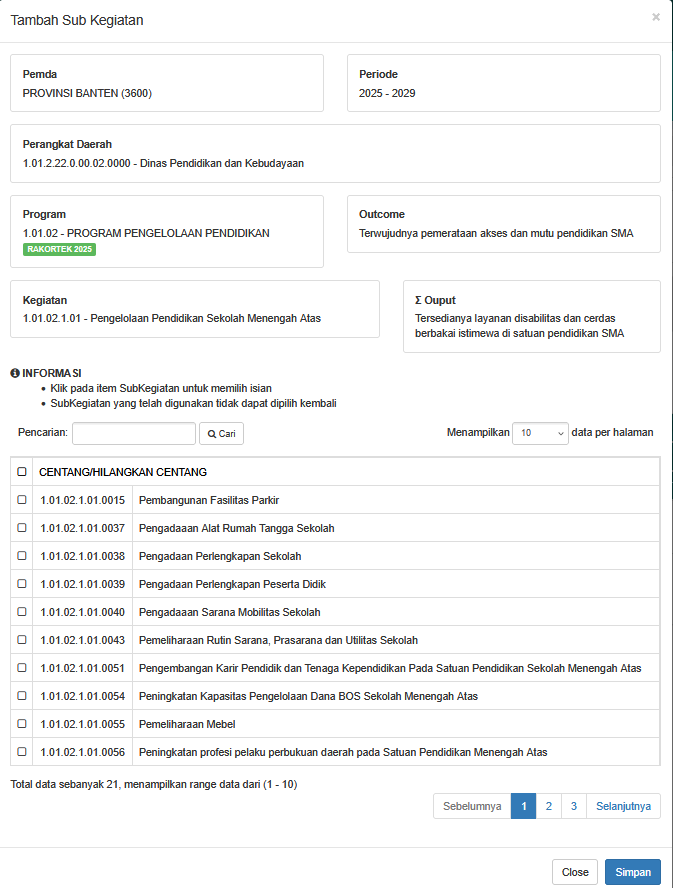 Tambah Sub Kegiatan ×
Pemda
PROVINSI BANTEN (3600)
Periode
2025 - 2029
Perangkat Daerah
1.01.2.22.0.00.02.0000 - Dinas Pendidikan dan Kebudayaan
Program
1.01.02 - PROGRAM PENGELOLAAN PENDIDIKAN
RAKORTEK 2025
Outcome
Terwujudnya pemerataan akses dan mutu pendidikan SMA
Kegiatan
1.01.02.1.01 - Pengelolaan Pendidikan Sekolah Menengah Atas
Σ Ouput
Tersedianya layanan disabilitas dan cerdas
berbakai istimewa di satuan pendidikan SMA
INFORMASI
• Klik pada item SubKegiatan untuk memilih isian
• SubKegiatan yang telah digunakan tidak dapat dipilih kembali
Pencarian: Cari Menampilkan 10 data per halaman
CENTANG/HILANGKAN CENTANG
1.01.02.1.01.0015 Pembangunan Fasilitas Parkir
1.01.02.1.01.0037 Pengadaaan Alat Rumah Tangga Sekolah
1.01.02.1.01.0038 Pengadaan Perlengkapan Sekolah
1.01.02.1.01.0039 Pengadaan Perlengkapan Peserta Didik
1.01.02.1.01.0040 Pengadaaan Sarana Mobilitas Sekolah
1.01.02.1.01.0043 Pemeliharaan Rutin Sarana, Prasarana dan Utilitas Sekolah
1.01.02.1.01.0051 Pengembangan Karir Pendidik dan Tenaga Kependidikan Pada Satuan Pendidikan Sekolah Menengah Atas
1.01.02.1.01.0054 Peningkatan Kapasitas Pengelolaan Dana BOS Sekolah Menengah Atas
1.01.02.1.01.0055 Pemeliharaan Mebel
1.01.02.1.01.0056 Peningkatan profesi pelaku perbukuan daerah pada Satuan Pendidikan Menengah Atas
Total data sebanyak 21, menampilkan range data dari (1 - 10)
Sebelumnya 1 2 3 Selanjutnya
Close Simpan